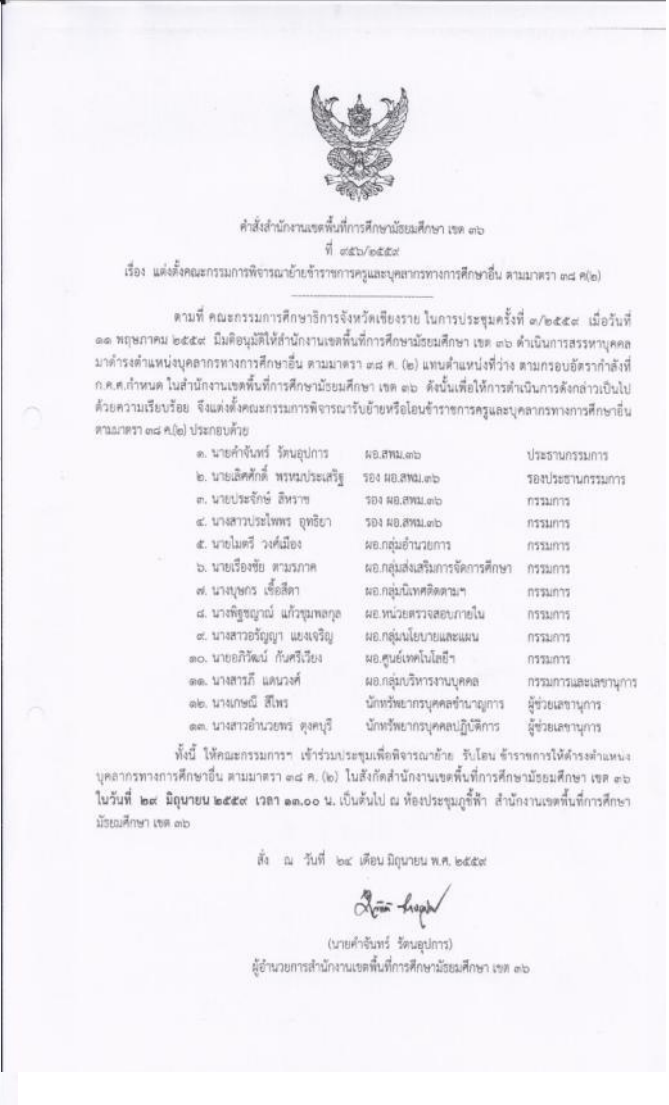 คำสั่งสำนักงานเขตพื้นที่การศึกษามัธยมศึกษา เขต ๓๖
ที่ ๙๕๖/๒๕๕๙
เรื่อง แต่งตั้งคณะกรรมการพิจารณาย้ายข้าราชการครูและบุคลากรทางการศึกษาอื่น ตามมาตรา ๓๘ ค(๒)
ตามที่ คณะกรรมการศึกษาธิการจังหวัดเชียงราย ในการประชุมครั้งที่ ๓/๒๕๕๙ เมื่อวันที่
๑๑ พฤษภาคม ๒๕๕๙ มีมติอนุมัติให้สำนักงานเขตพื้นที่การศึกษามัธยมศึกษา เขต ๓๖ ดำเนินการสรรหาบุคคล
มาดำรงตำแหน่งบุคลากรทางการศึกษาอื่น ตามมาตรา ๓๘ ค. (๒) แทนตำแหน่งที่ว่าง ตามกรอบอัตรากำลังที่
ก.ค.ศ.กำหนด ในสำนักงานเขตพื้นที่การศึกษามัธยมศึกษา เขต ๓๖ ดังนั้นเพื่อให้การดำเนินการดังกล่าวเป็นไป
ด้วยความเรียบร้อย จึงแต่งตั้งคณะกรรมการพิจารณารับย้ายหรือโอนข้าราชการครูและบุคลากรทางการศึกษาอื่น
ตามมาตรา ๓๘ ค.(๒) ประกอบด้วย
๑. นายคำจันทร์ รัตนอุปการ ผอ.สพม.๓๖ ประธานกรรมการ
๒. นายเลิศศักดิ์ พรหมประเสริฐ รอง ผอ.สพม.๓๖ รองประธานกรรมการ
๓. นายประจักษ์ สีหราช รอง ผอ.สพม.๓๖ กรรมการ
๔. นางสาวประไพพร อุทธิยา รอง ผอ.สพม.๓๖ กรรมการ
๕. นายไมตรี วงค์เมือง ผอ.กลุ่มอำนวยการ กรรมการ
๖. นายเรืองชัย ตามรภาค ผอ.กลุ่มส่งเสริมการจัดการศึกษา กรรมการ
๗. นางบุษกร เชื้อสีดา ผอ.กลุ่มนิเทศติดตามฯ กรรมการ
๘. นางพิฐชญาณ์ แก้วชุมพลกุล ผอ.หน่วยตรวจสอบภายใน กรรมการ
๙. นางสาวอรัญญา แยงเจริญ ผอ.กลุ่มนโยบายและแผน กรรมการ
๑๐. นายอภิวัฒน์ กันศรีเวียง ผอ.ศูนย์เทคโนโลยีฯ กรรมการ
๑๑. นางสารภี แดนวงศ์ ผอ.กลุ่มบริหารงานบุคคล กรรมการและเลขานุการ
๑๒. นางเกษณี สีไพร นักทรัพยากรบุคคลชำนาญการ ผู้ช่วยเลขานุการ
๑๓. นางสาวอำนวยพร ตุงคบุรี นักทรัพยากรบุคคลปฏิบัติการ ผู้ช่วยเลขานุการ
ทั้งนี้ ให้คณะกรรมการฯ เข้าร่วมประชุมเพื่อพิจารณาย้าย รับโอน ข้าราชการให้ดำรงตำแหน่ง
บุคลากรทางการศึกษาอื่น ตามมาตรา ๓๘ ค. (๒) ในสังกัดสำนักงานเขตพื้นที่การศึกษามัธยมศึกษา เขต ๓๖
ในวันที่ ๒๙ มิถุนายน ๒๕๕๙ เวลา ๑๓.๐๐ น. เป็นต้นไป ณ ห้องประชุมภูชี้ฟ้า สำนักงานเขตพื้นที่การศึกษา
มัธยมศึกษา เขต ๓๖
สั่ง ณ วันที่ ๒๔ เดือน มิถุนายน พ.ศ. ๒๕๕๙
(นายคำจันทร์ รัตนอุปการ)
ผู้อำนวยการสำนักงานเขตพื้นที่การศึกษามัธยมศึกษา เขต ๓๖